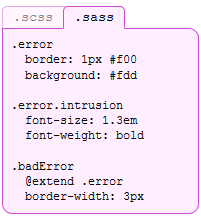 .scss .sass
.error
  border: 1px #f00
  background: #fdd
.error.intrusion
  font-size: 1.3em
  font-weight: bold
.badError
  @extend .error
  border-width: 3px